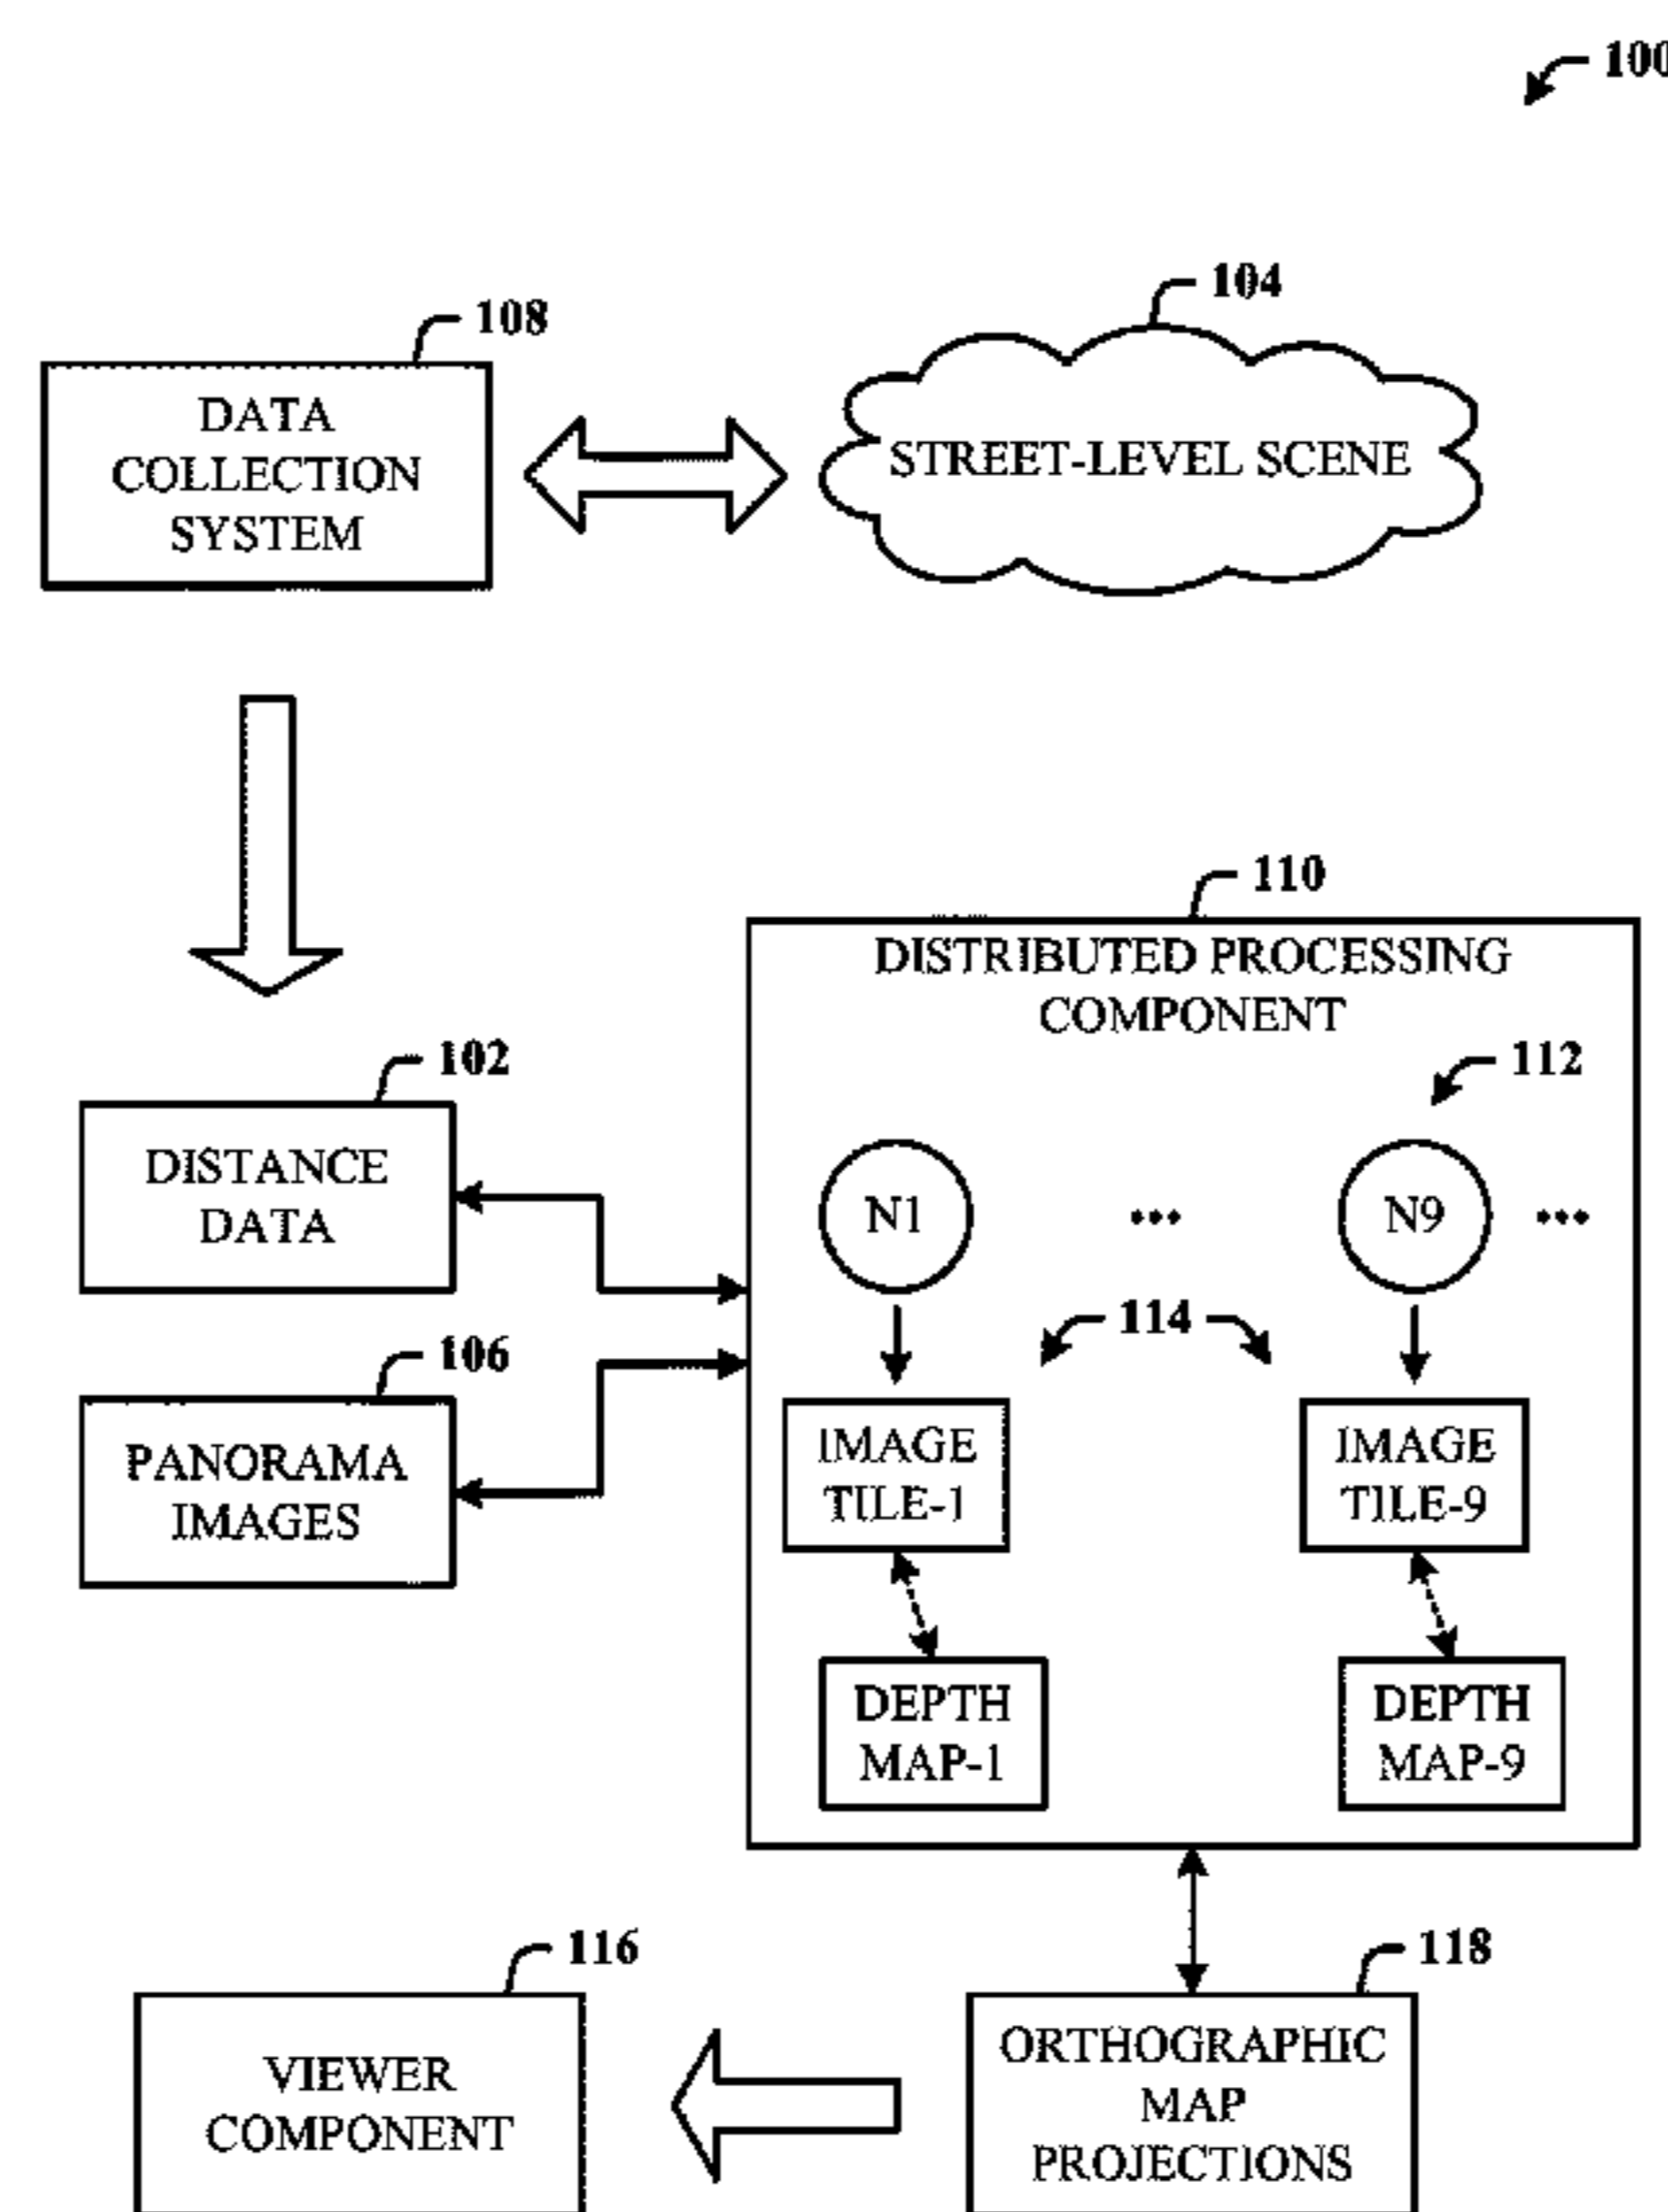 100
104
108
DATA
COLLECTION
SYSTEM
STREET-LEVEL SCENE
110
DISTRIBUTED PROCESSING
COMPONENT
112
102
DISTANCE
DATA
N1
...
N9
...
114
106
PANORAMA
IMAGES
IMAGE
TILE-1
IMAGE
TILE-9
DEPTH
MAP-1
DEPTH
MAP-9
116
118
VIEWER
COMPONENT
ORTHOGRAPHIC
MAP
PROJECTIONS